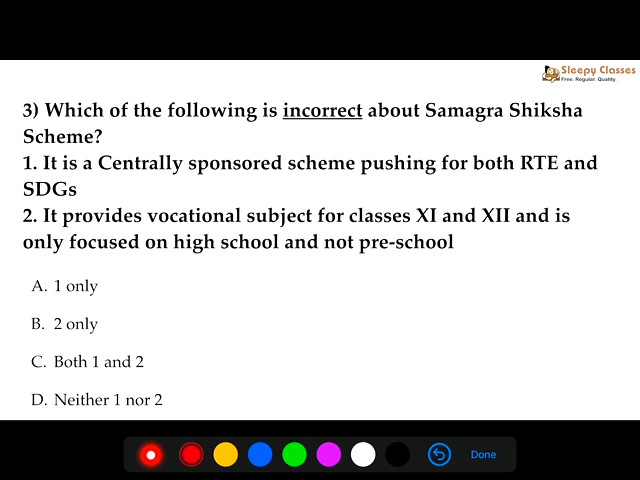 Sleepy Classes
Free. Regular. Quality.
3) Which of the following is incorrect about Samagra Shiksha
Scheme?
1. It is a Centrally sponsored scheme pushing for both RTE and
SDGs
2. It provides vocational subject for classes XI and XII and is
only focused on high school and not pre-school
A. 1 only
B. 2 only
C. Both 1 and 2
D. Neither 1 nor 2
Done